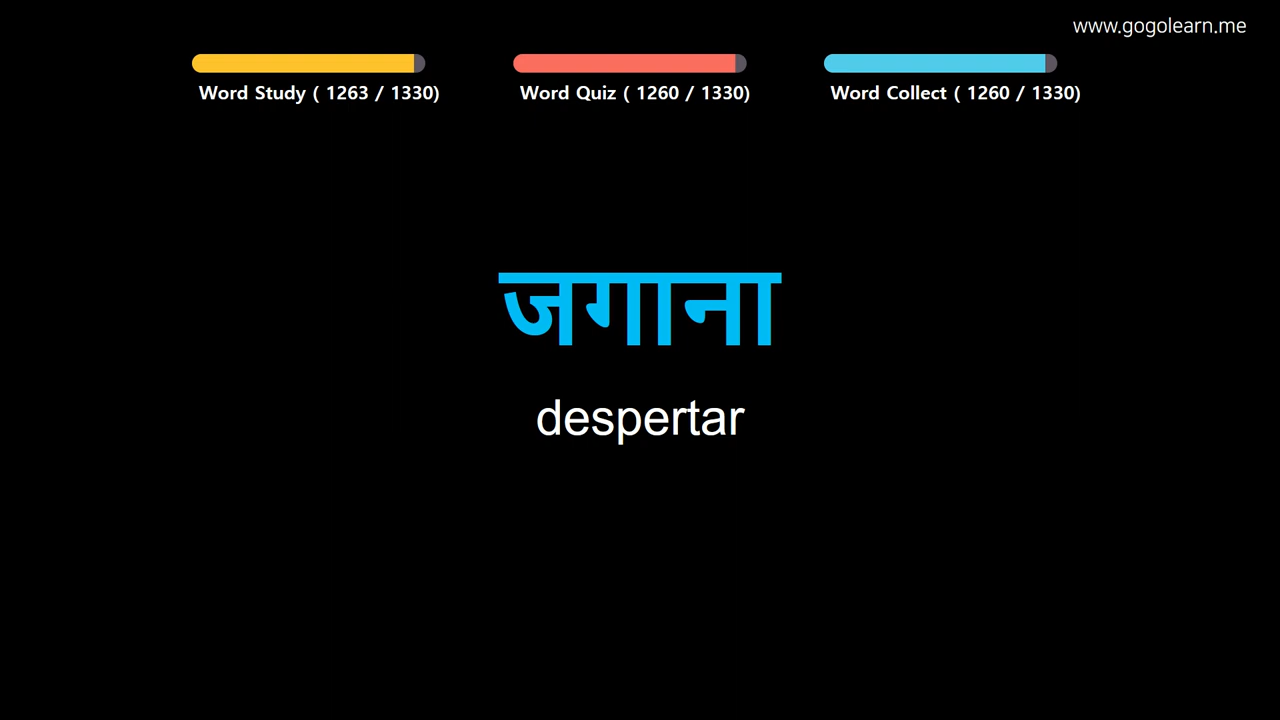 www.gogolearn.me
Word Study ( 1263 / 1330)
Word Quiz ( 1260 / 1330)
Word Collect ( 1260 / 1330)
जगाना
despertar